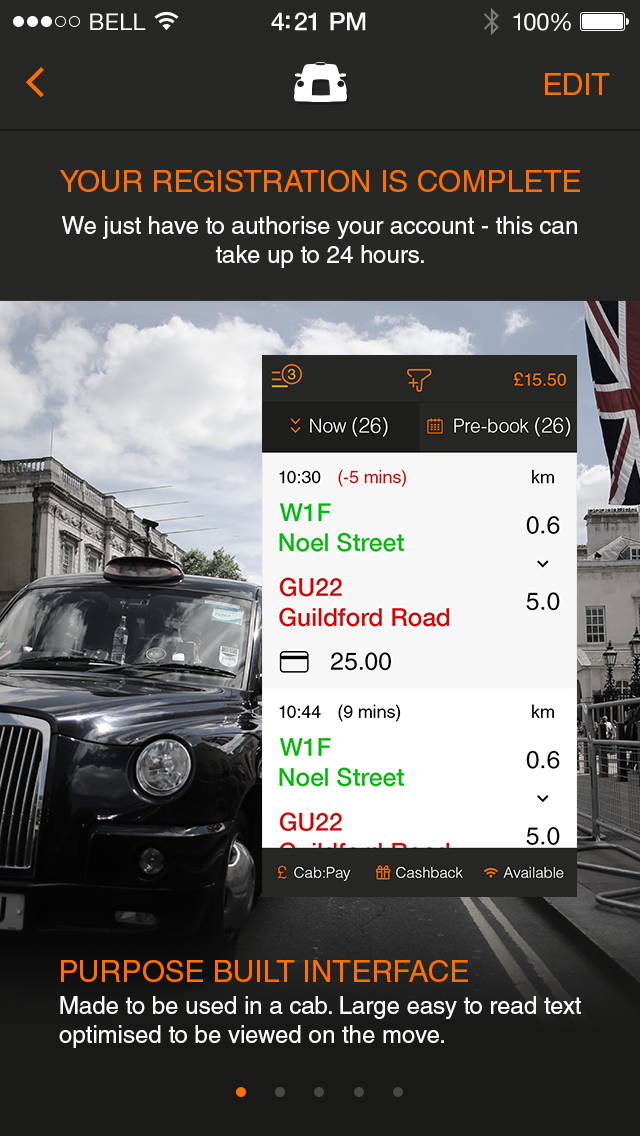 BELL 4:21 PM 100%
EDIT
YOUR REGISTRATION IS COMPLETE
We just have to authorise your account - this can
take up to 24 hours.
3 £15.50
Now (26) Pre-book (26)
10:30 (-5 mins) km
W1F
Noel Street 0.6
GU22
Guildford Road 5.0
25.00
10:44 (9 mins) km
W1F
Noel Street 0.6
GU22
5.0
£ Cab:Pay Cashback Available
PURPOSE BUILT INTERFACE
Made to be used in a cab. Large easy to read text
optimised to be viewed on the move.